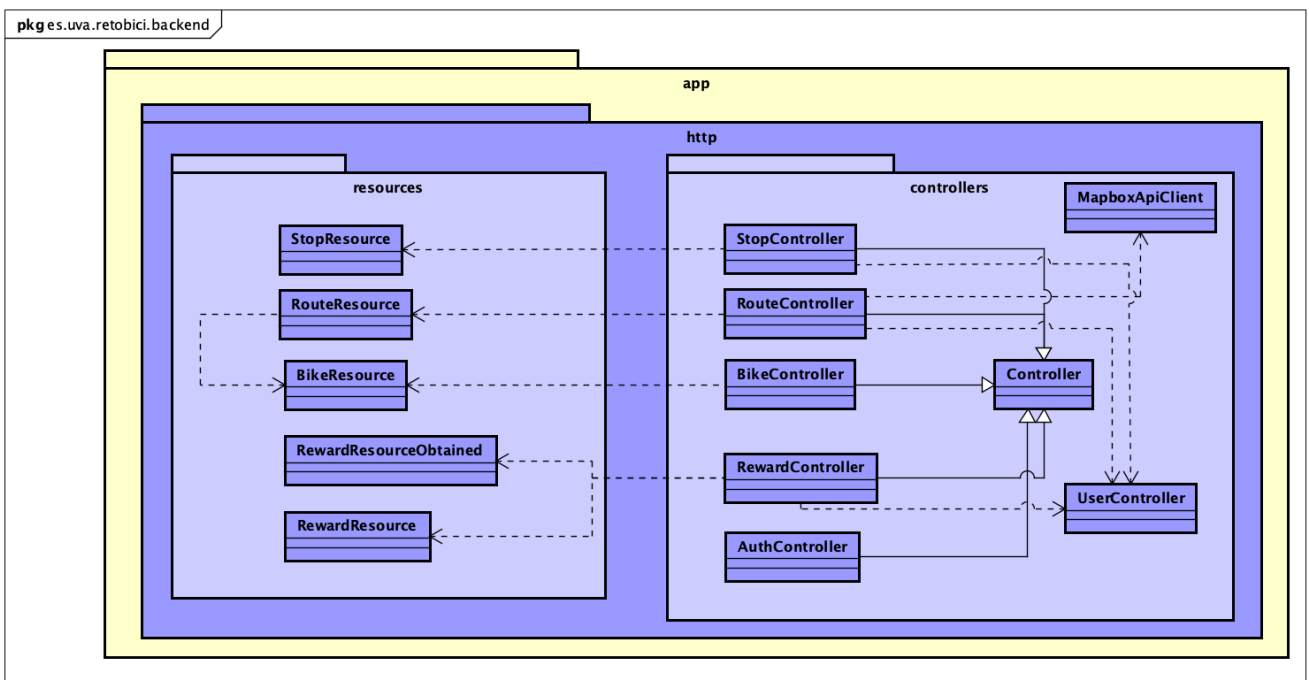 pkg es.uva.retobici.backend
app
http
resources
controllers
MapboxApiClient
StopResource
StopController
RouteResource
RouteController
BikeResource
BikeController
Controller
RewardResourceObtained
RewardController
UserController
RewardResource
AuthController